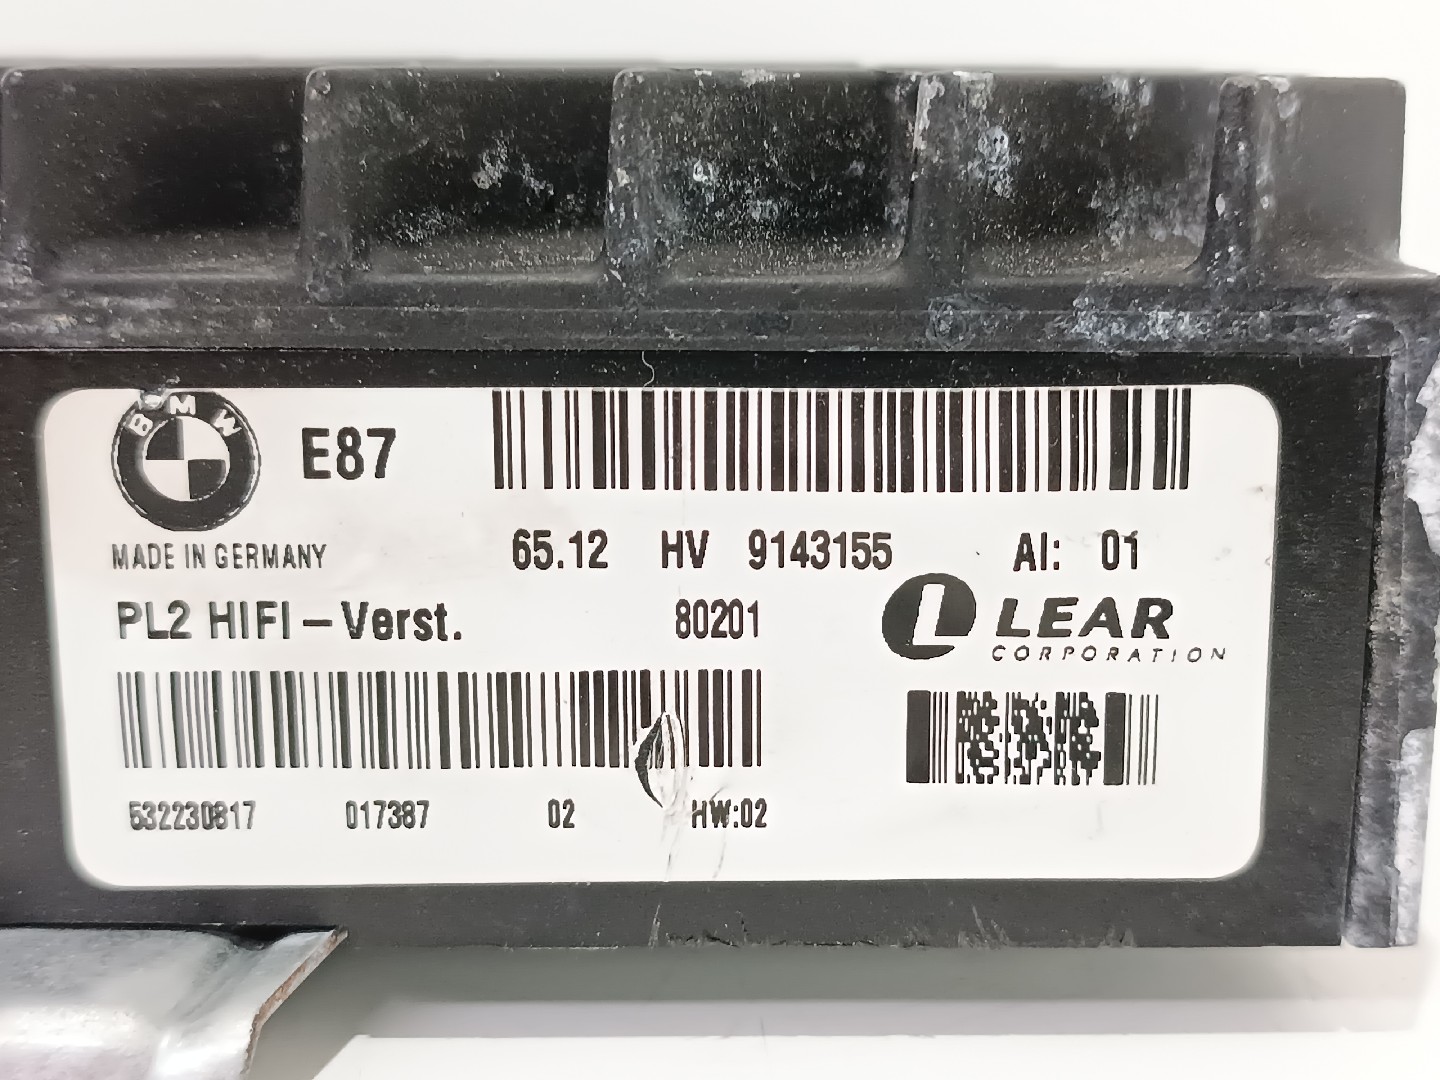 BMW E87
MADE IN GERMANY 65.12 HV 9143155 AI: 01
PL2 HIFI-Verst. 80201 LEAR
CORPORATION
532230817 017387 02 HW:02